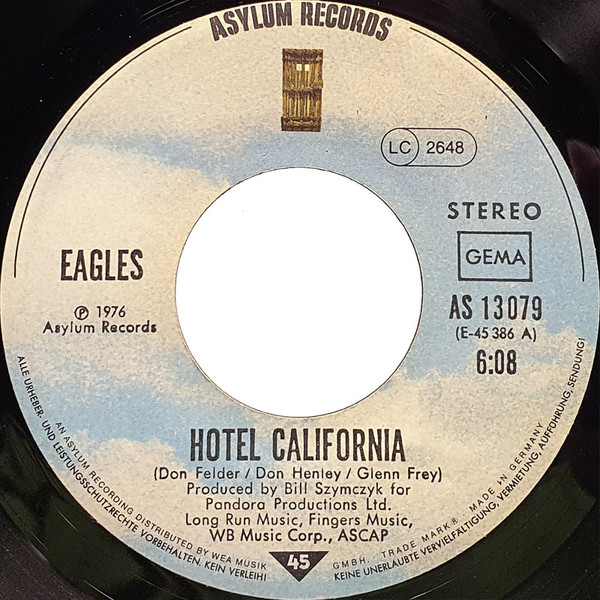 ASYLUM RECORDS
LC 2648
STEREO
GEMA
EAGLES
℗ 1976
Asylum Records
AS 13079
(E-45 386 A)
6:08
HOTEL CALIFORNIA
(Don Felder / Don Henley / Glenn Frey)
Produced by Bill Szymczyk for
Pandora Productions Ltd.
Long Run Music, Fingers Music,
WB Music Corp., ASCAP
45
AN ASYLUM RECORDING DISTRIBUTED BY WEA MUSIK GMBH. TRADE MARK® MADE IN GERMANY
ALLE URHEBER- UND LEISTUNGSSCHUTZRECHTE VORBEHALTEN. KEIN VERLEIH! KEINE UNERLAUBTE VERVIELFÄLTIGUNG, VERMIETUNG, AUFFÜHRUNG, SENDUNG!